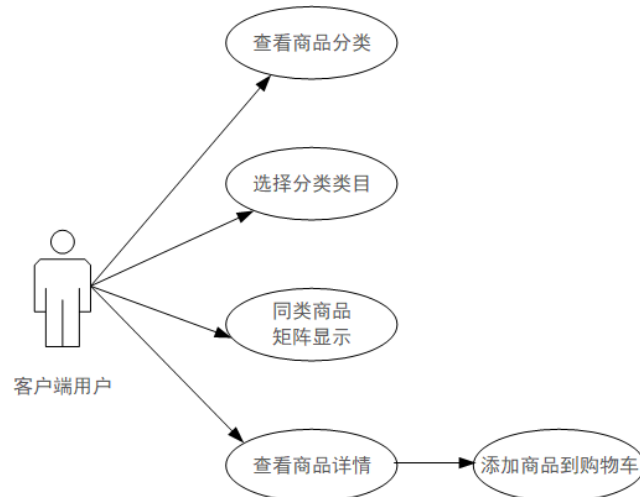 查看商品分类
选择分类类目
同类商品
矩阵显示
客户端用户
查看商品详情
添加商品到购物车